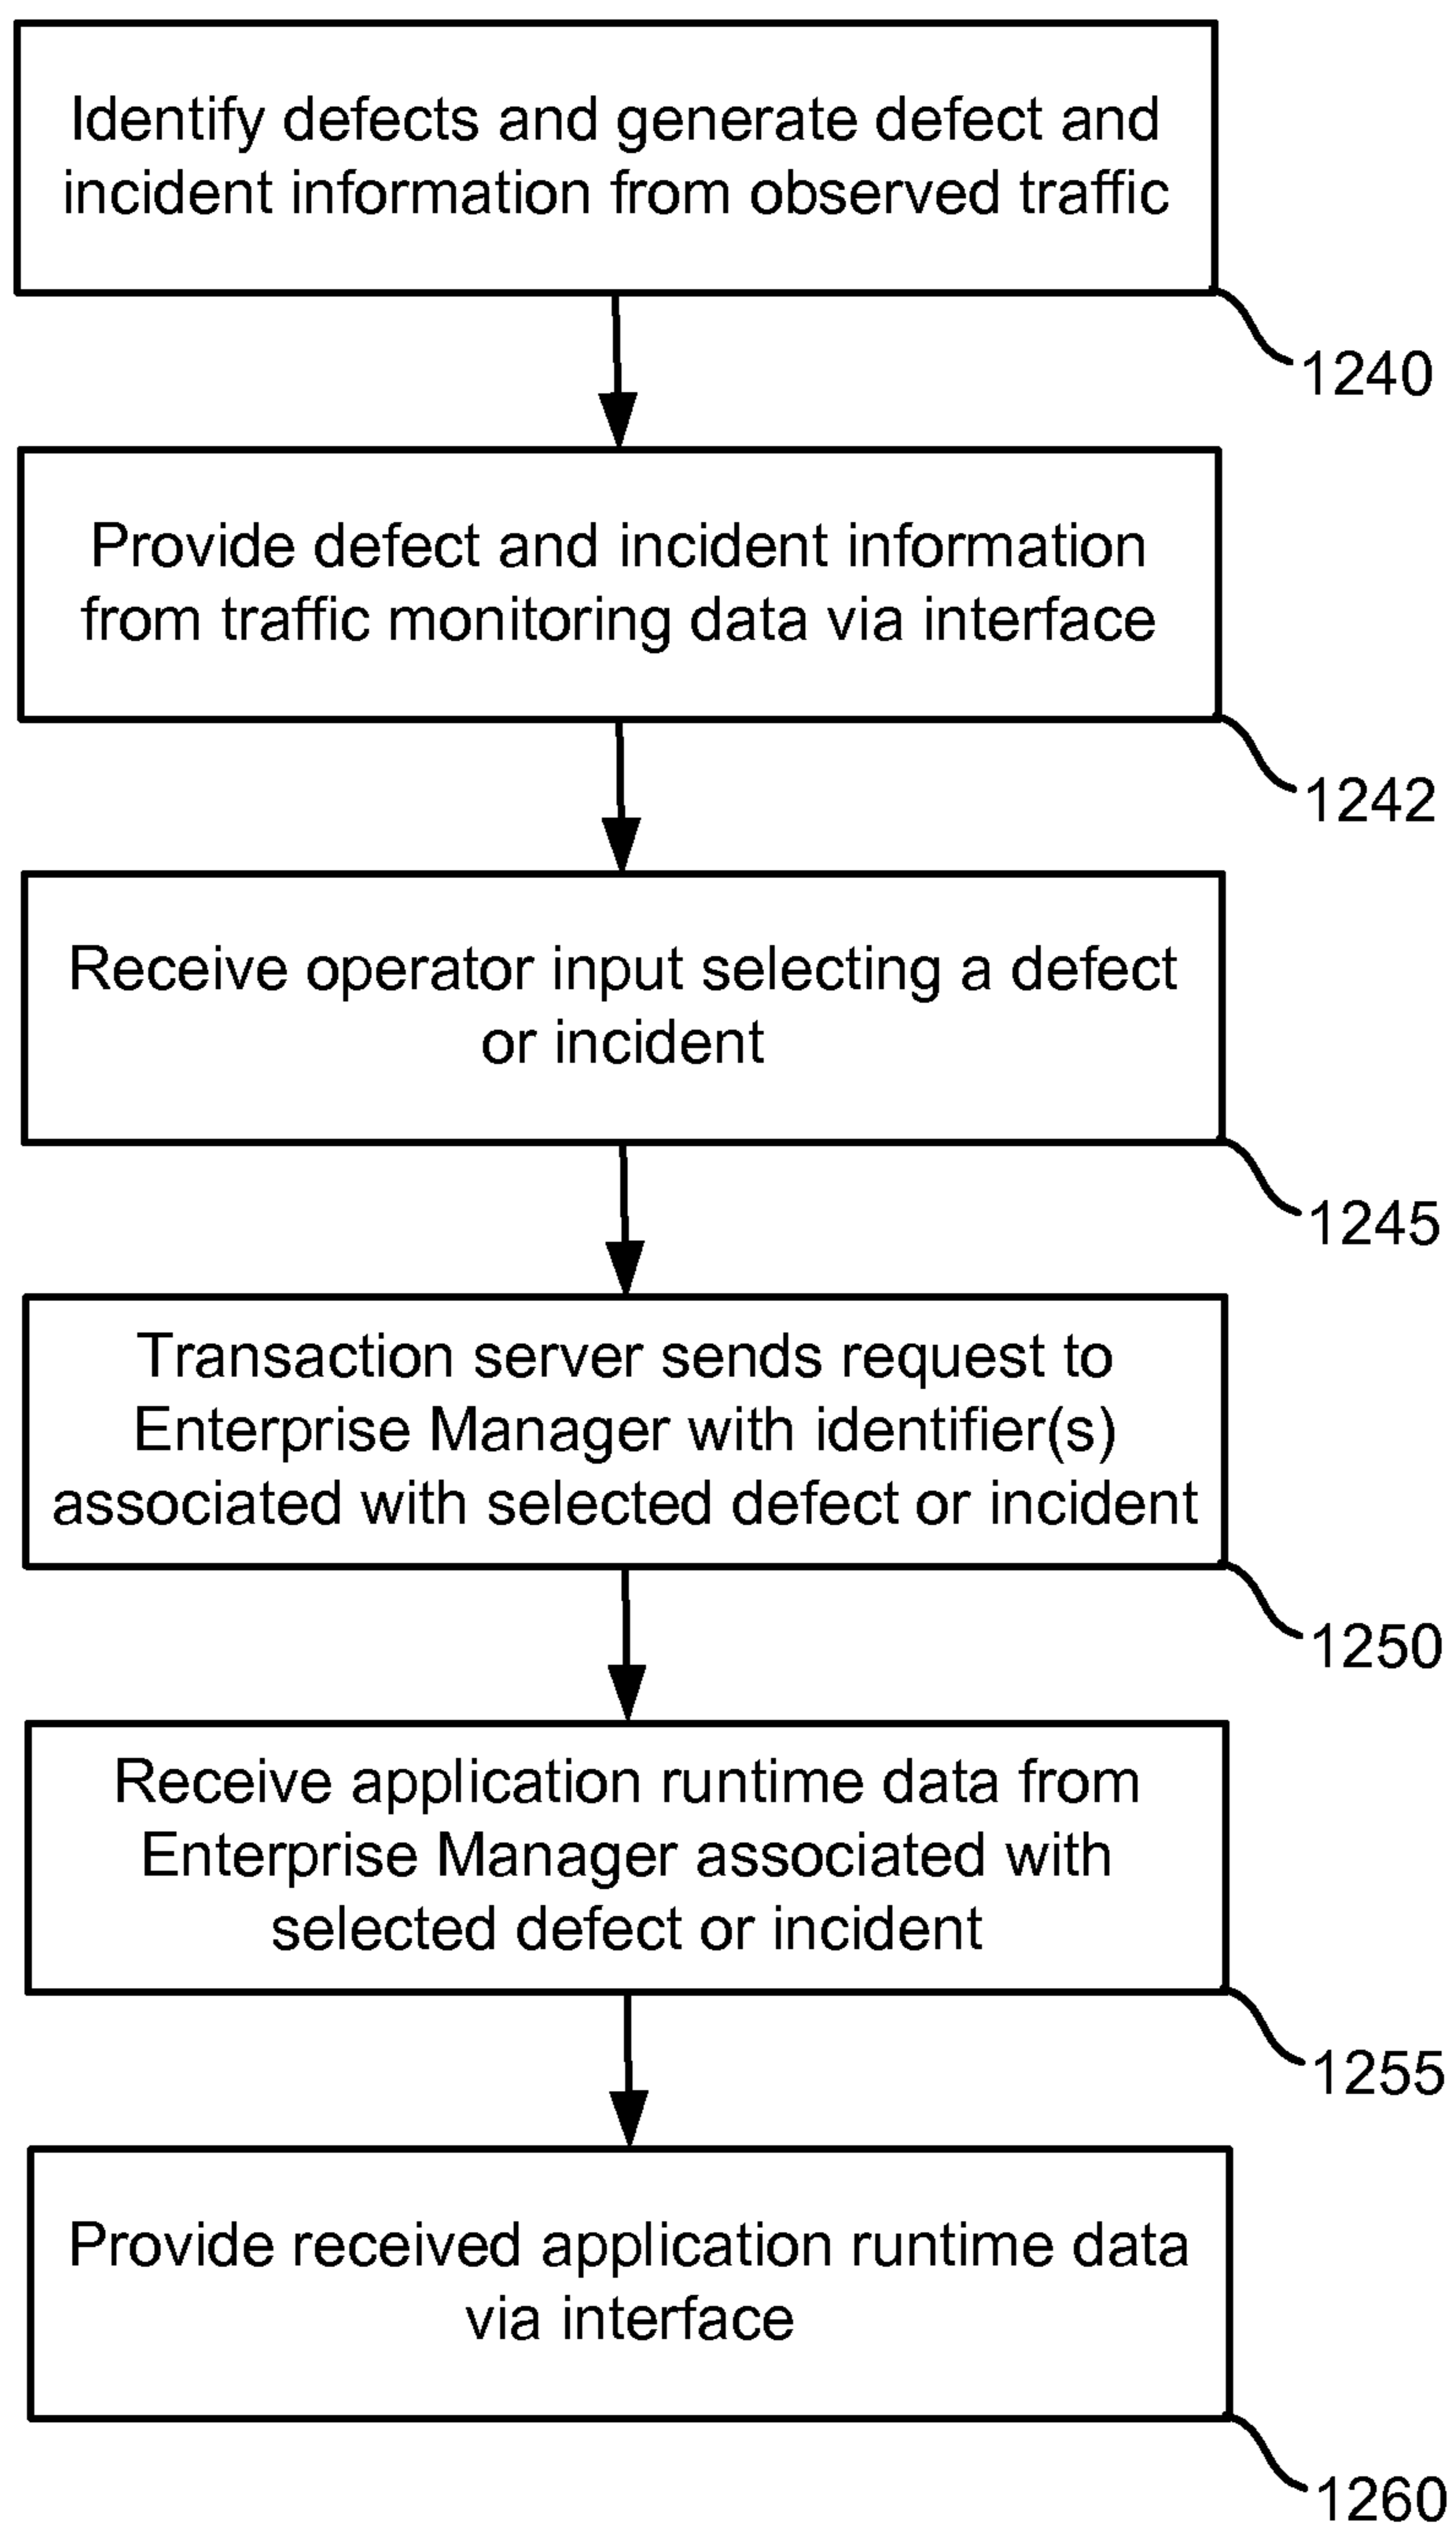 Identify defects and generate defect and
incident information from observed traffic
1240
Provide defect and incident information
from traffic monitoring data via interface
1242
Receive operator input selecting a defect
or incident
1245
Transaction server sends request to
Enterprise Manager with identifier(s)
associated with selected defect or incident
1250
Receive application runtime data from
Enterprise Manager associated with
selected defect or incident
1255
Provide received application runtime data
via interface
1260